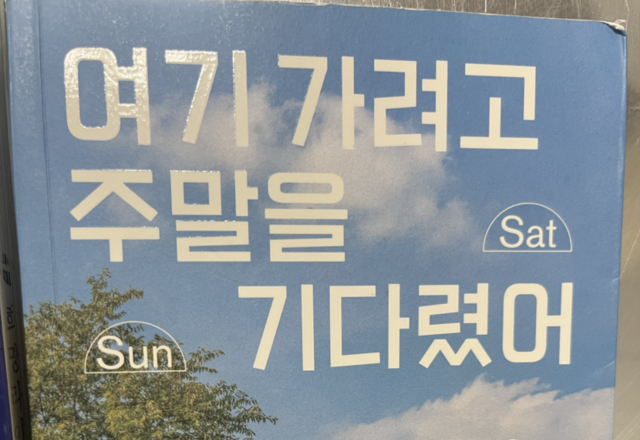 여기 가려고
주말을
Sat
기다렸어
Sun